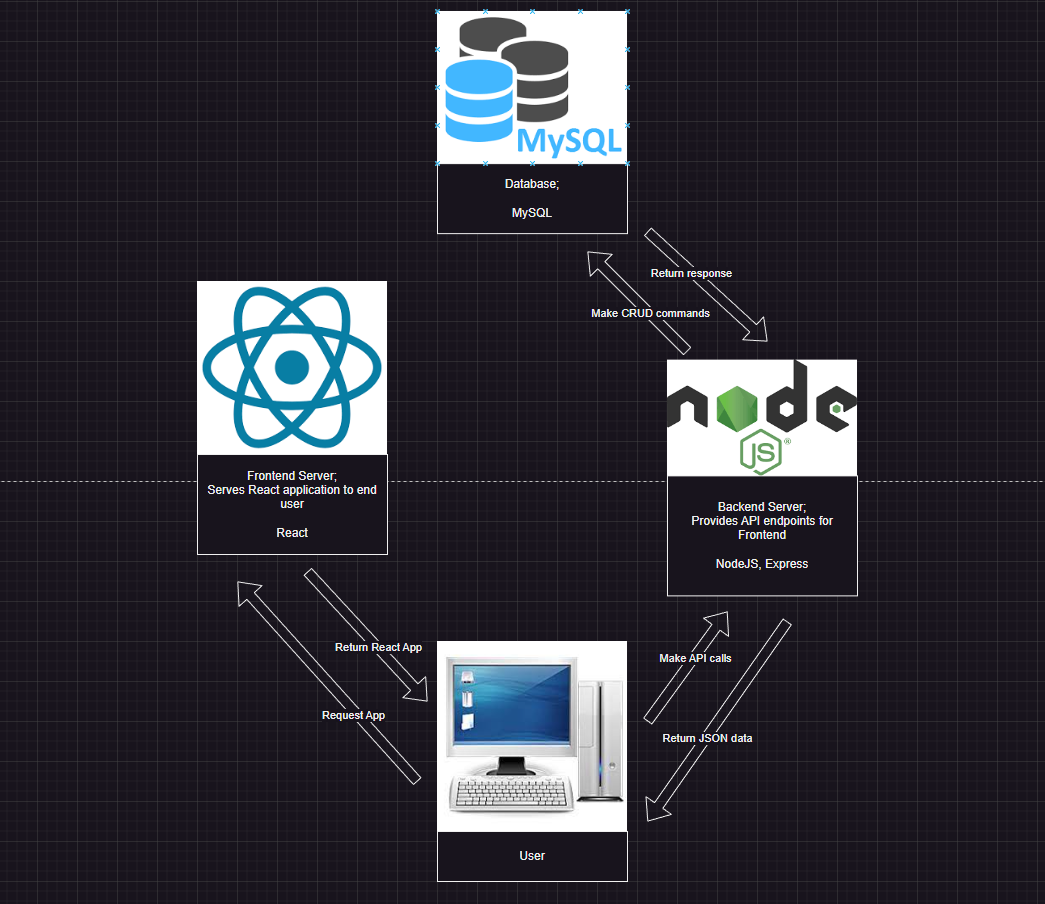 MySQL
Database;
MySQL
Return response
Make CRUD commands
node
JS®
Frontend Server;
Serves React application to end
user
React
Backend Server;
Provides API endpoints for
Frontend
NodeJS, Express
Return React App
Make API calls
Request App
Return JSON data
User